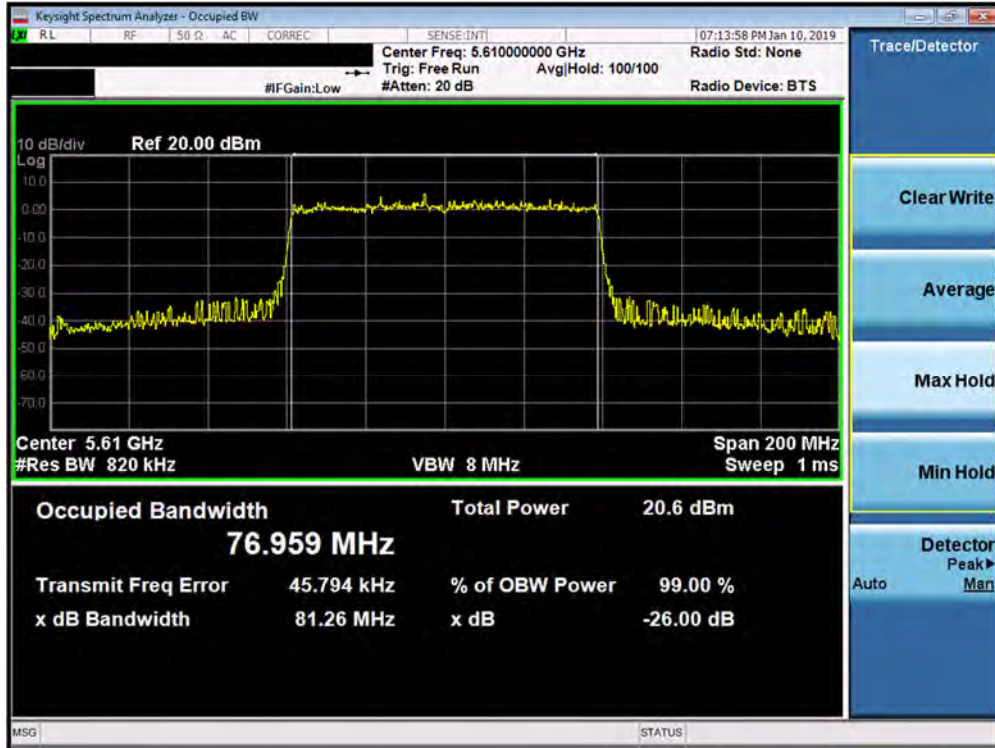 Keysight Spectrum Analyzer - Occupied BW
LXI RL RF 50 Ω AC CORREC SENSE:INT 07:13:58 PM Jan 10, 2019
Center Freq: 5.610000000 GHz Radio Std: None
Trig: Free Run Avg|Hold: 100/100
#IFGain:Low #Atten: 20 dB Radio Device: BTS
Trace/Detector
10 dB/div Ref 20.00 dBm
Log
10.0
0.00
-10.0
-20.0
-30.0
-40.0
-50.0
-60.0
-70.0
Center 5.61 GHz Span 200 MHz
#Res BW 820 kHz VBW 8 MHz Sweep 1 ms
Clear Write
Average
Max Hold
Min Hold
Detector
Peak▶
Auto Man
Occupied Bandwidth Total Power 20.6 dBm
76.959 MHz
Transmit Freq Error 45.794 kHz % of OBW Power 99.00 %
x dB Bandwidth 81.26 MHz x dB -26.00 dB
MSG STATUS